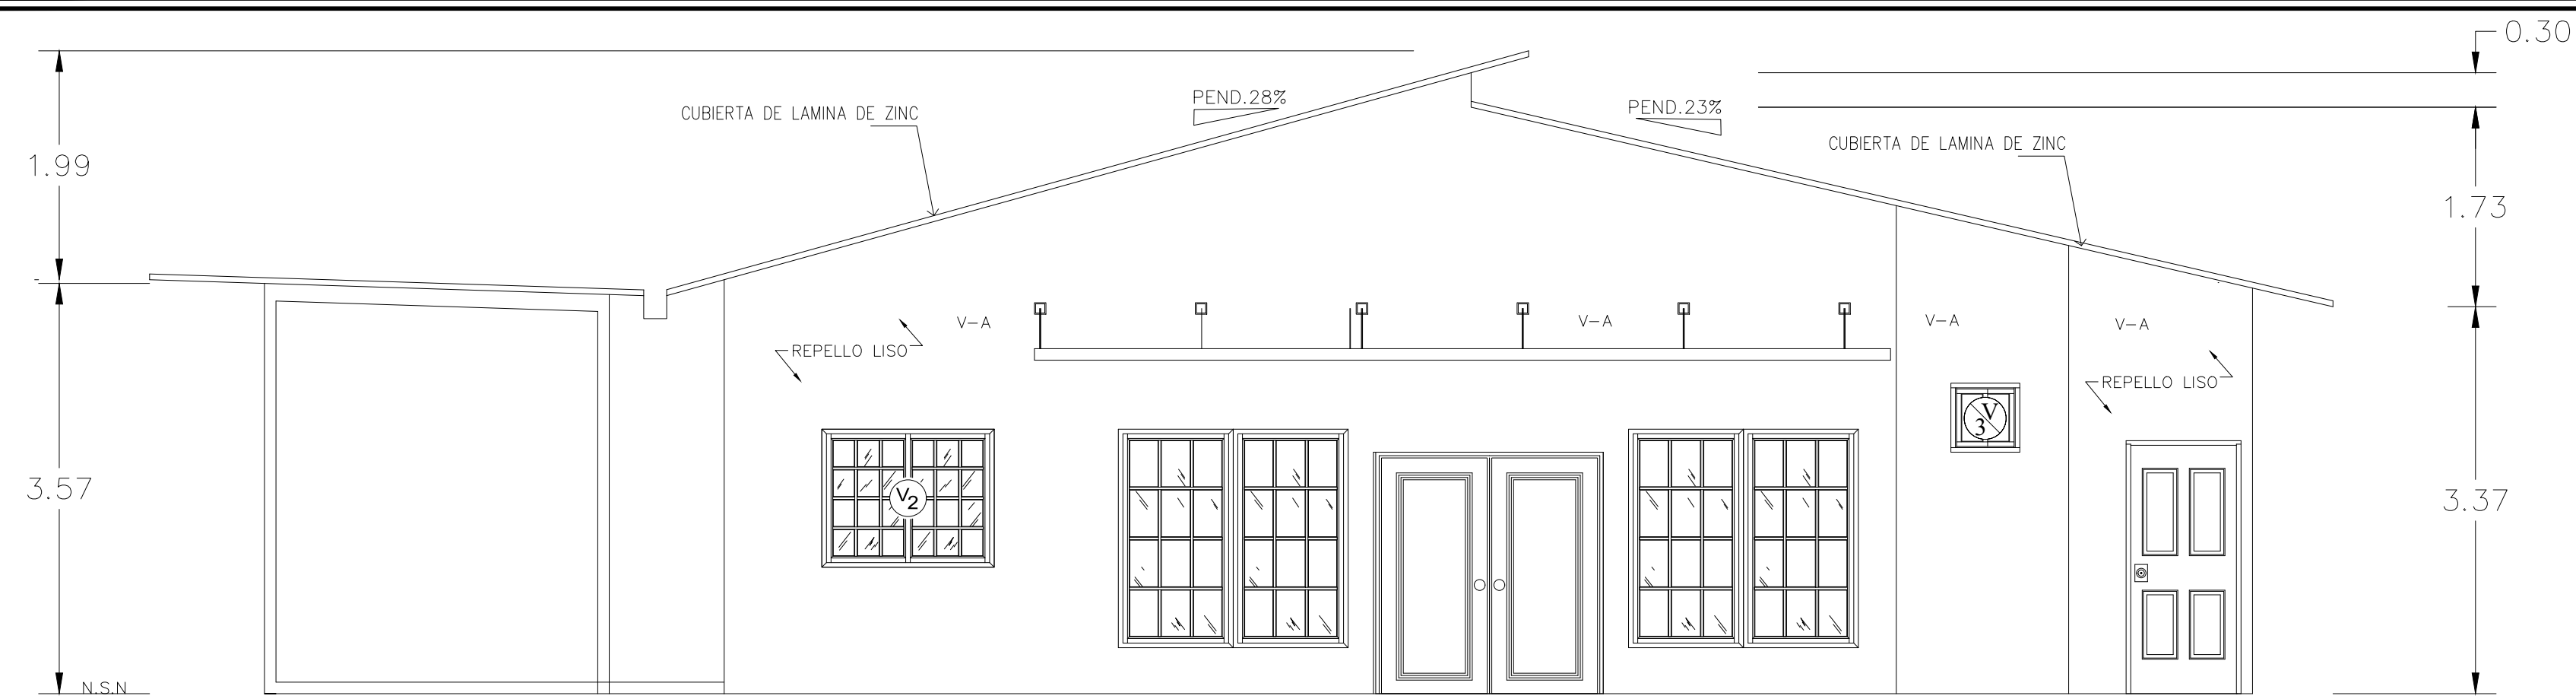 0.30
PEND.28%
PEND.23%
CUBIERTA DE LAMINA DE ZINC
CUBIERTA DE LAMINA DE ZINC
1.99
1.73
V-A
V-A
V-A
V-A
REPELLO LISO
REPELLO LISO
V
3
3.57
V2
3.37
N.S.N